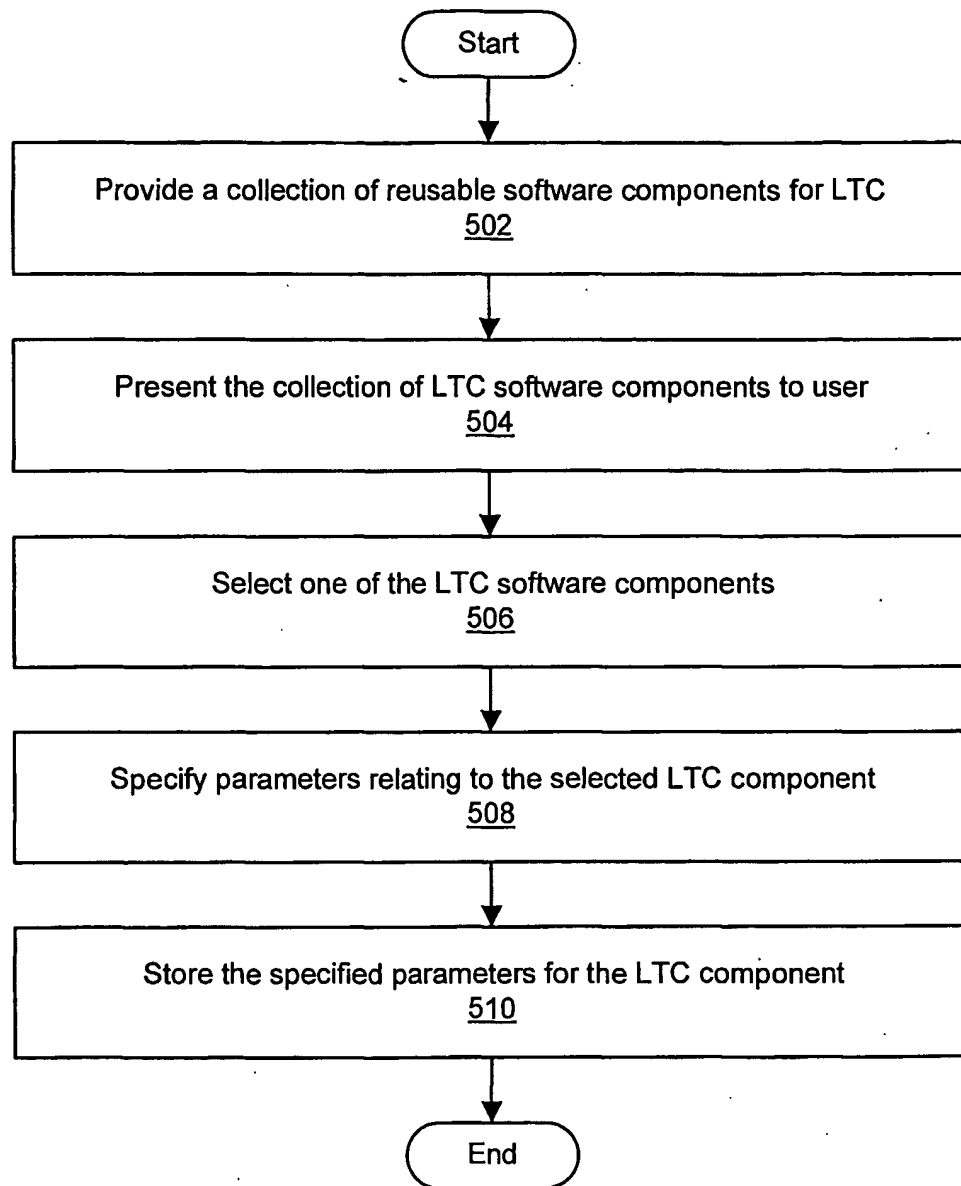 Start
Provide a collection of reusable software components for LTC
502
Present the collection of LTC software components to user
504
Select one of the LTC software components
506
Specify parameters relating to the selected LTC component
508
Store the specified parameters for the LTC component
510
End